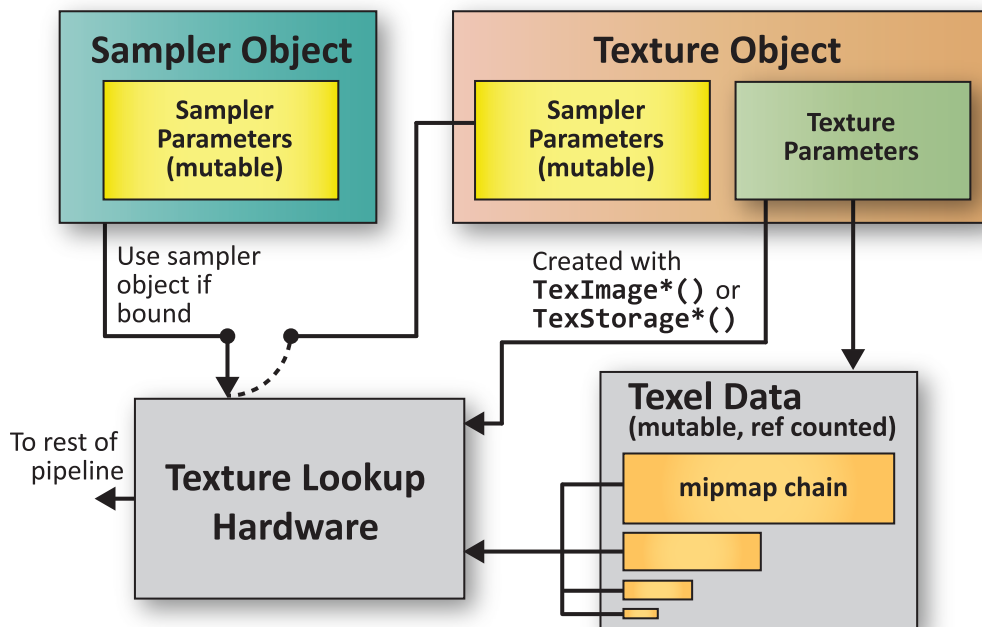 Sampler Object
Sampler
Parameters
(mutable)
Texture Object
Sampler
Parameters
(mutable)
Texture
Parameters
Use sampler
object if
bound
Created with
TexImage*() or
TexStorage*()
To rest of
pipeline
Texture Lookup
Hardware
Texel Data
(mutable, ref counted)
mipmap chain